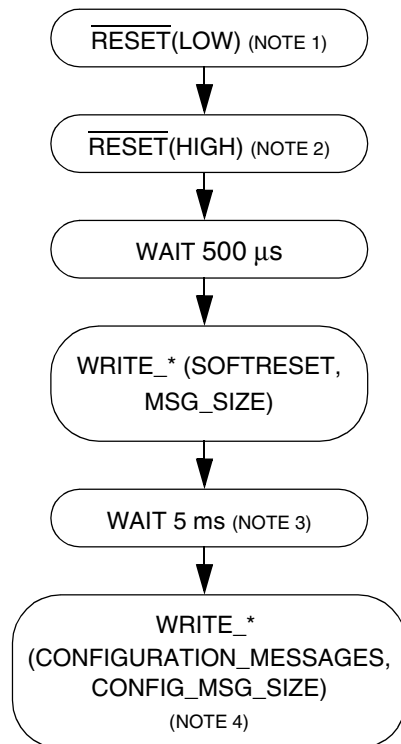 RESET(LOW) (NOTE 1)
RESET(HIGH) (NOTE 2)
WAIT 500 μs
WRITE_* (SOFTRESET,
MSG_SIZE)
WAIT 5 ms (NOTE 3)
WRITE_*
(CONFIGURATION_MESSAGES,
CONFIG_MSG_SIZE)
(NOTE 4)